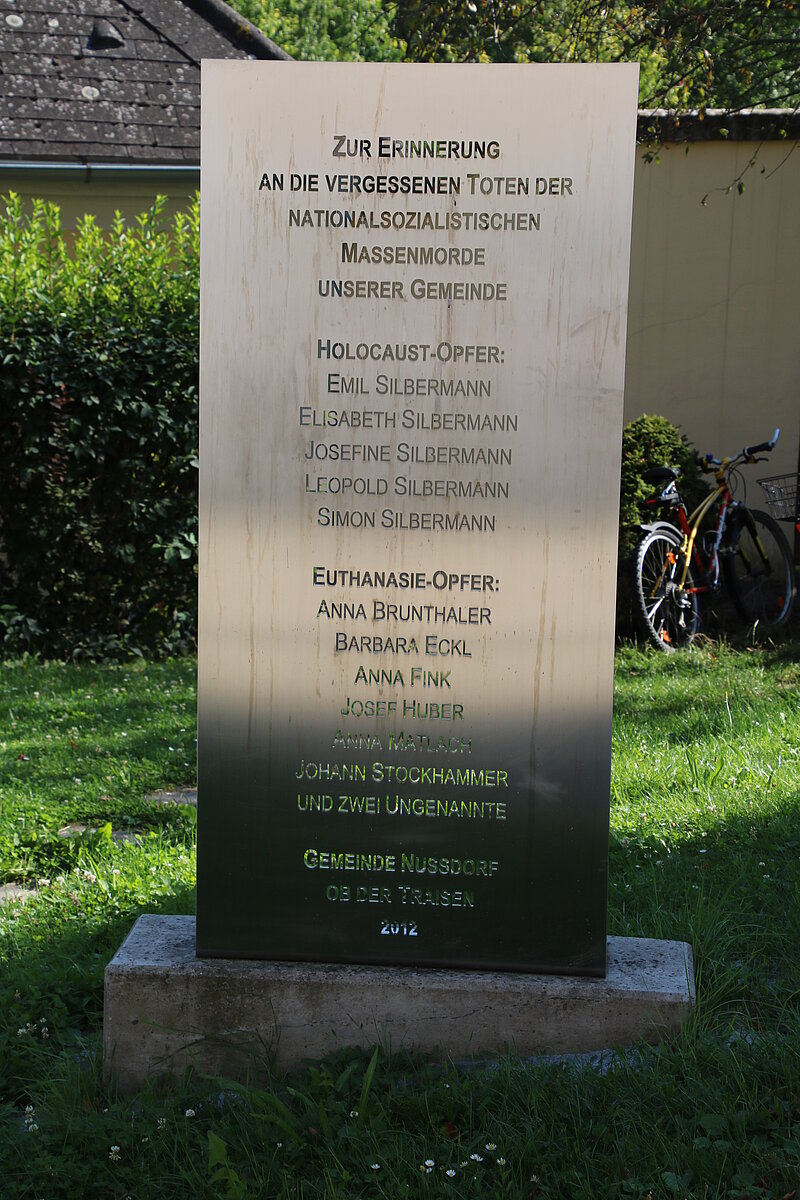 Zur Erinnerung
an die vergessenen Toten der
nationalsozialistischen
Massenmorde
unserer Gemeinde
Holocaust-Opfer:
Emil Silbermann
Elisabeth Silbermann
Josefine Silbermann
Leopold Silbermann
Simon Silbermann
Euthanasie-Opfer:
Anna Brunthaler
Barbara Eckl
Anna Fink
Josef Huber
Anna Matlach
Johann Stockhammer
und zwei Ungenannte
Gemeinde Nussdorf
ob der Traisen
2012